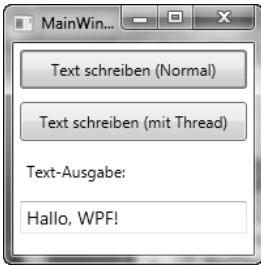 MainWin...
Text schreiben (Normal)
Text schreiben (mit Thread)
Text-Ausgabe:
Hallo, WPF!